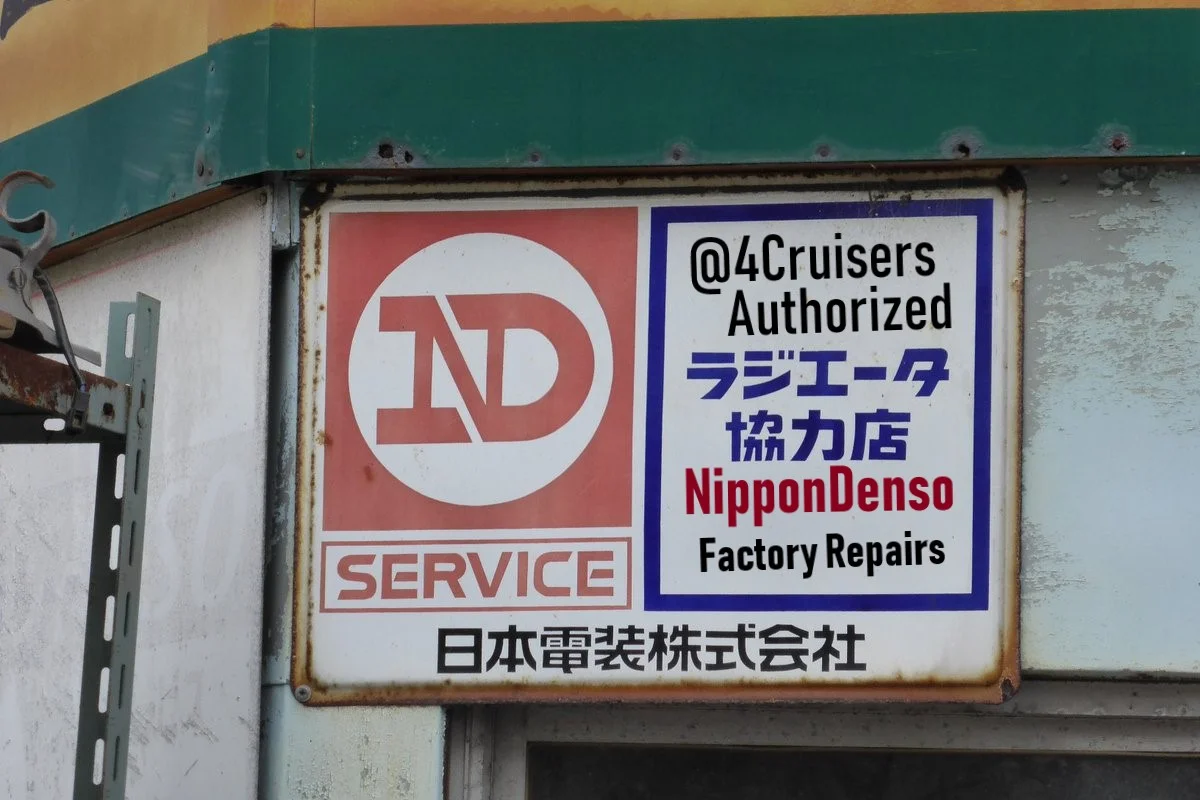 ND
SERVICE
@4Cruisers
Authorized
ラジエータ
協力店
NipponDenso
Factory Repairs
日本電装株式会社